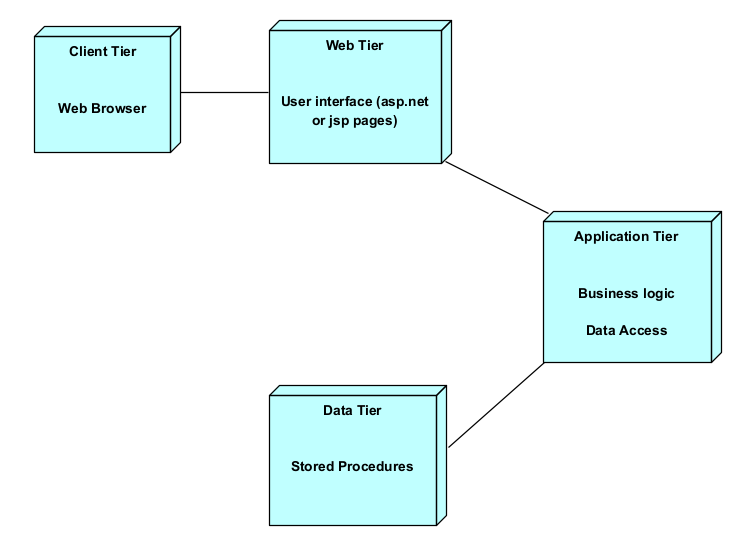 Client Tier
Web Browser
Web Tier
User interface (asp.net
or jsp pages)
Application Tier
Business logic
Data Access
Data Tier
Stored Procedures